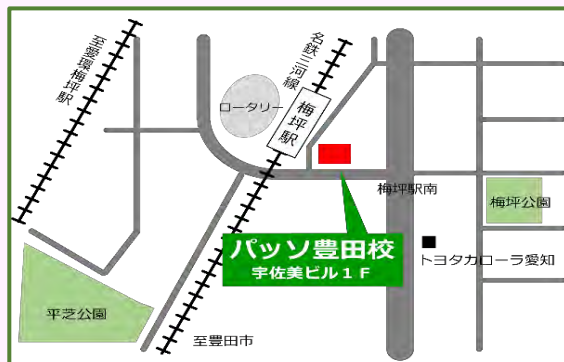 至愛環梅坪駅
名鉄三河線
ロータリー
梅坪駅
梅坪駅南
梅坪公園
パッソ豊田校
宇佐美ビル１Ｆ
トヨタカローラ愛知
平芝公園
至豊田市